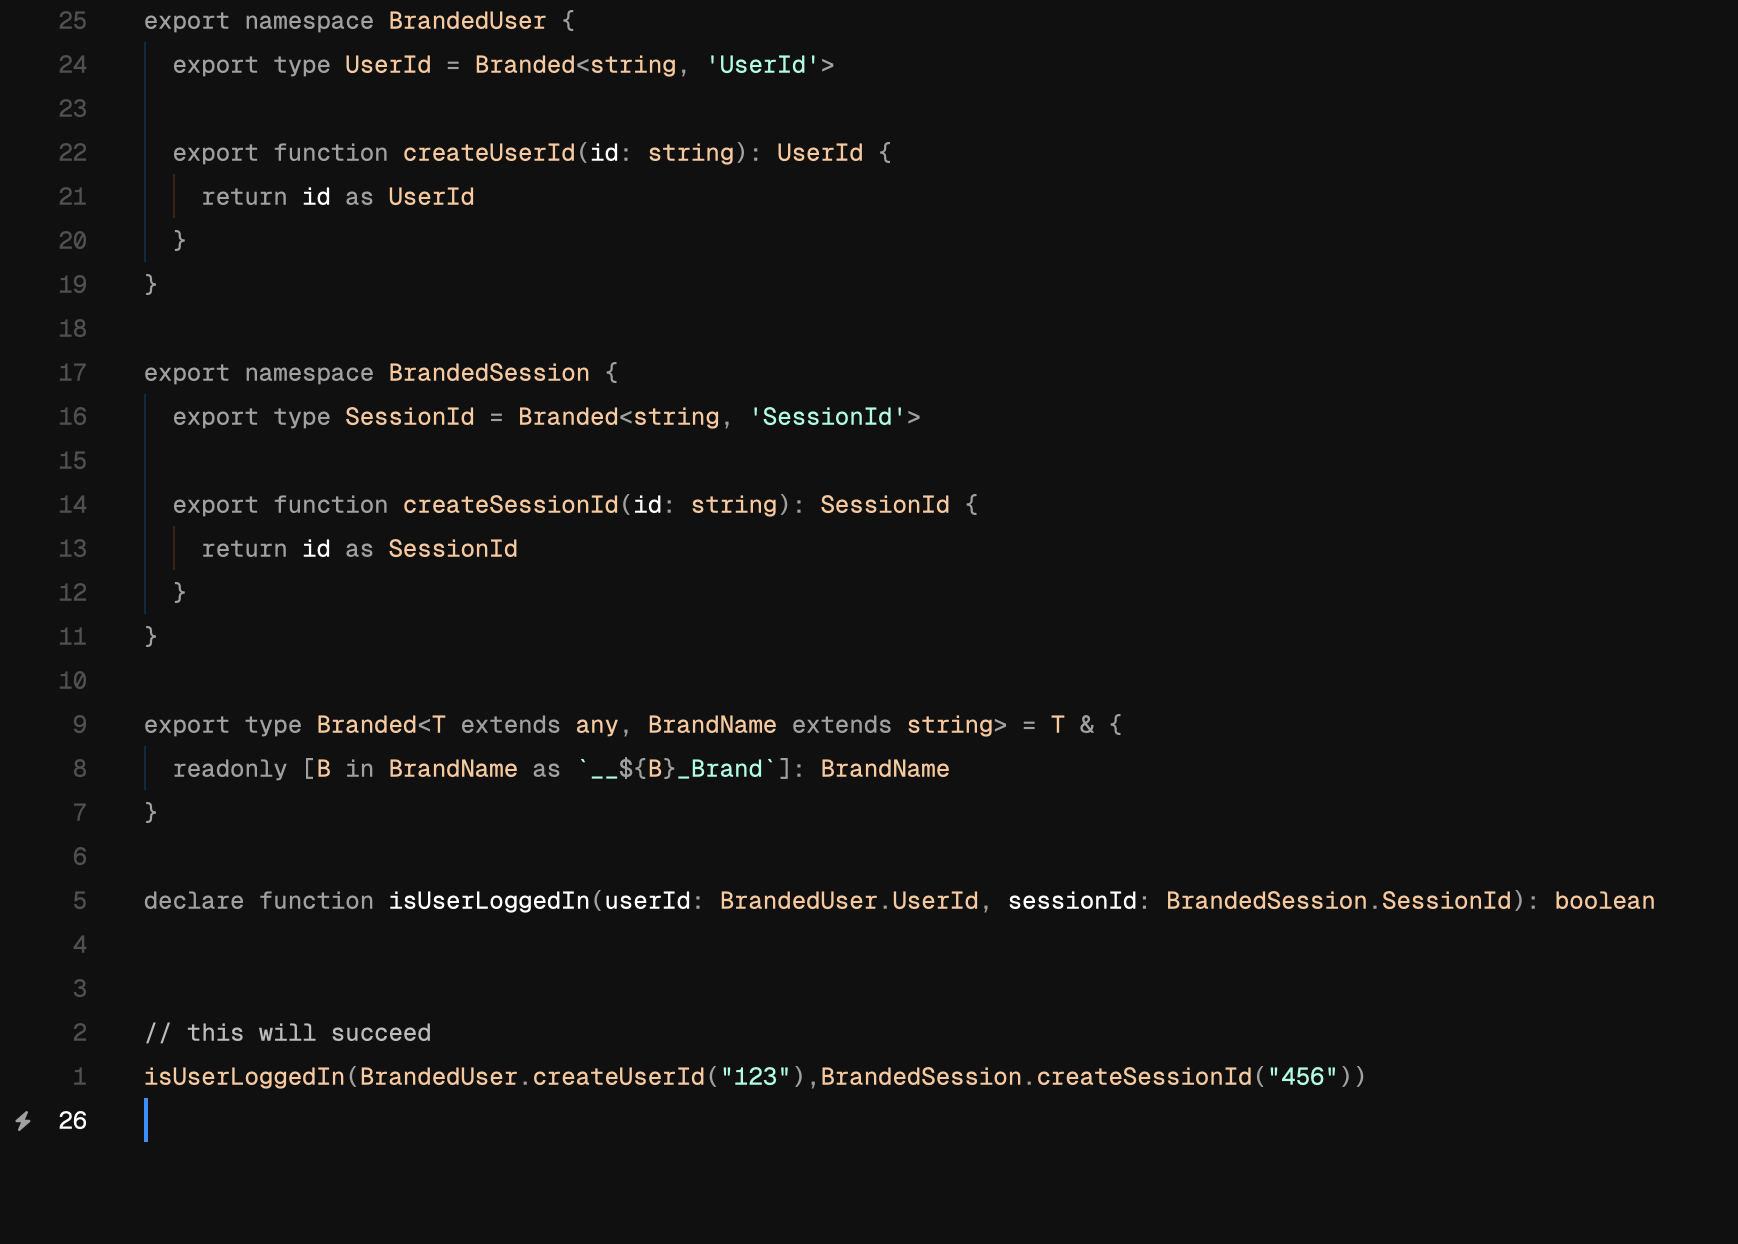 25 export namespace BrandedUser {
24   export type UserId = Branded<string, 'UserId'>
23
22   export function createUserId(id: string): UserId {
21     return id as UserId
20   }
19 }
18
17 export namespace BrandedSession {
16   export type SessionId = Branded<string, 'SessionId'>
15
14   export function createSessionId(id: string): SessionId {
13     return id as SessionId
12   }
11 }
10
9 export type Branded<T extends any, BrandName extends string> = T & {
8   readonly [B in BrandName as `__${B}_Brand`]: BrandName
7 }
6
5 declare function isUserLoggedIn(userId: BrandedUser.UserId, sessionId: BrandedSession.SessionId): boolean
4
3
2 // this will succeed
1 isUserLoggedIn(BrandedUser.createUserId("123"),BrandedSession.createSessionId("456"))
26